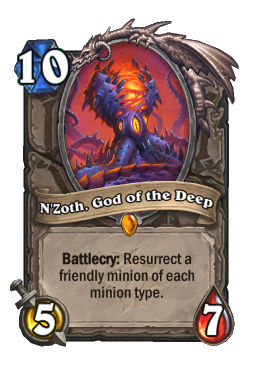 10
N'Zoth, God of the Deep
Battlecry: Resurrect a
friendly minion of each
minion type.
5
7